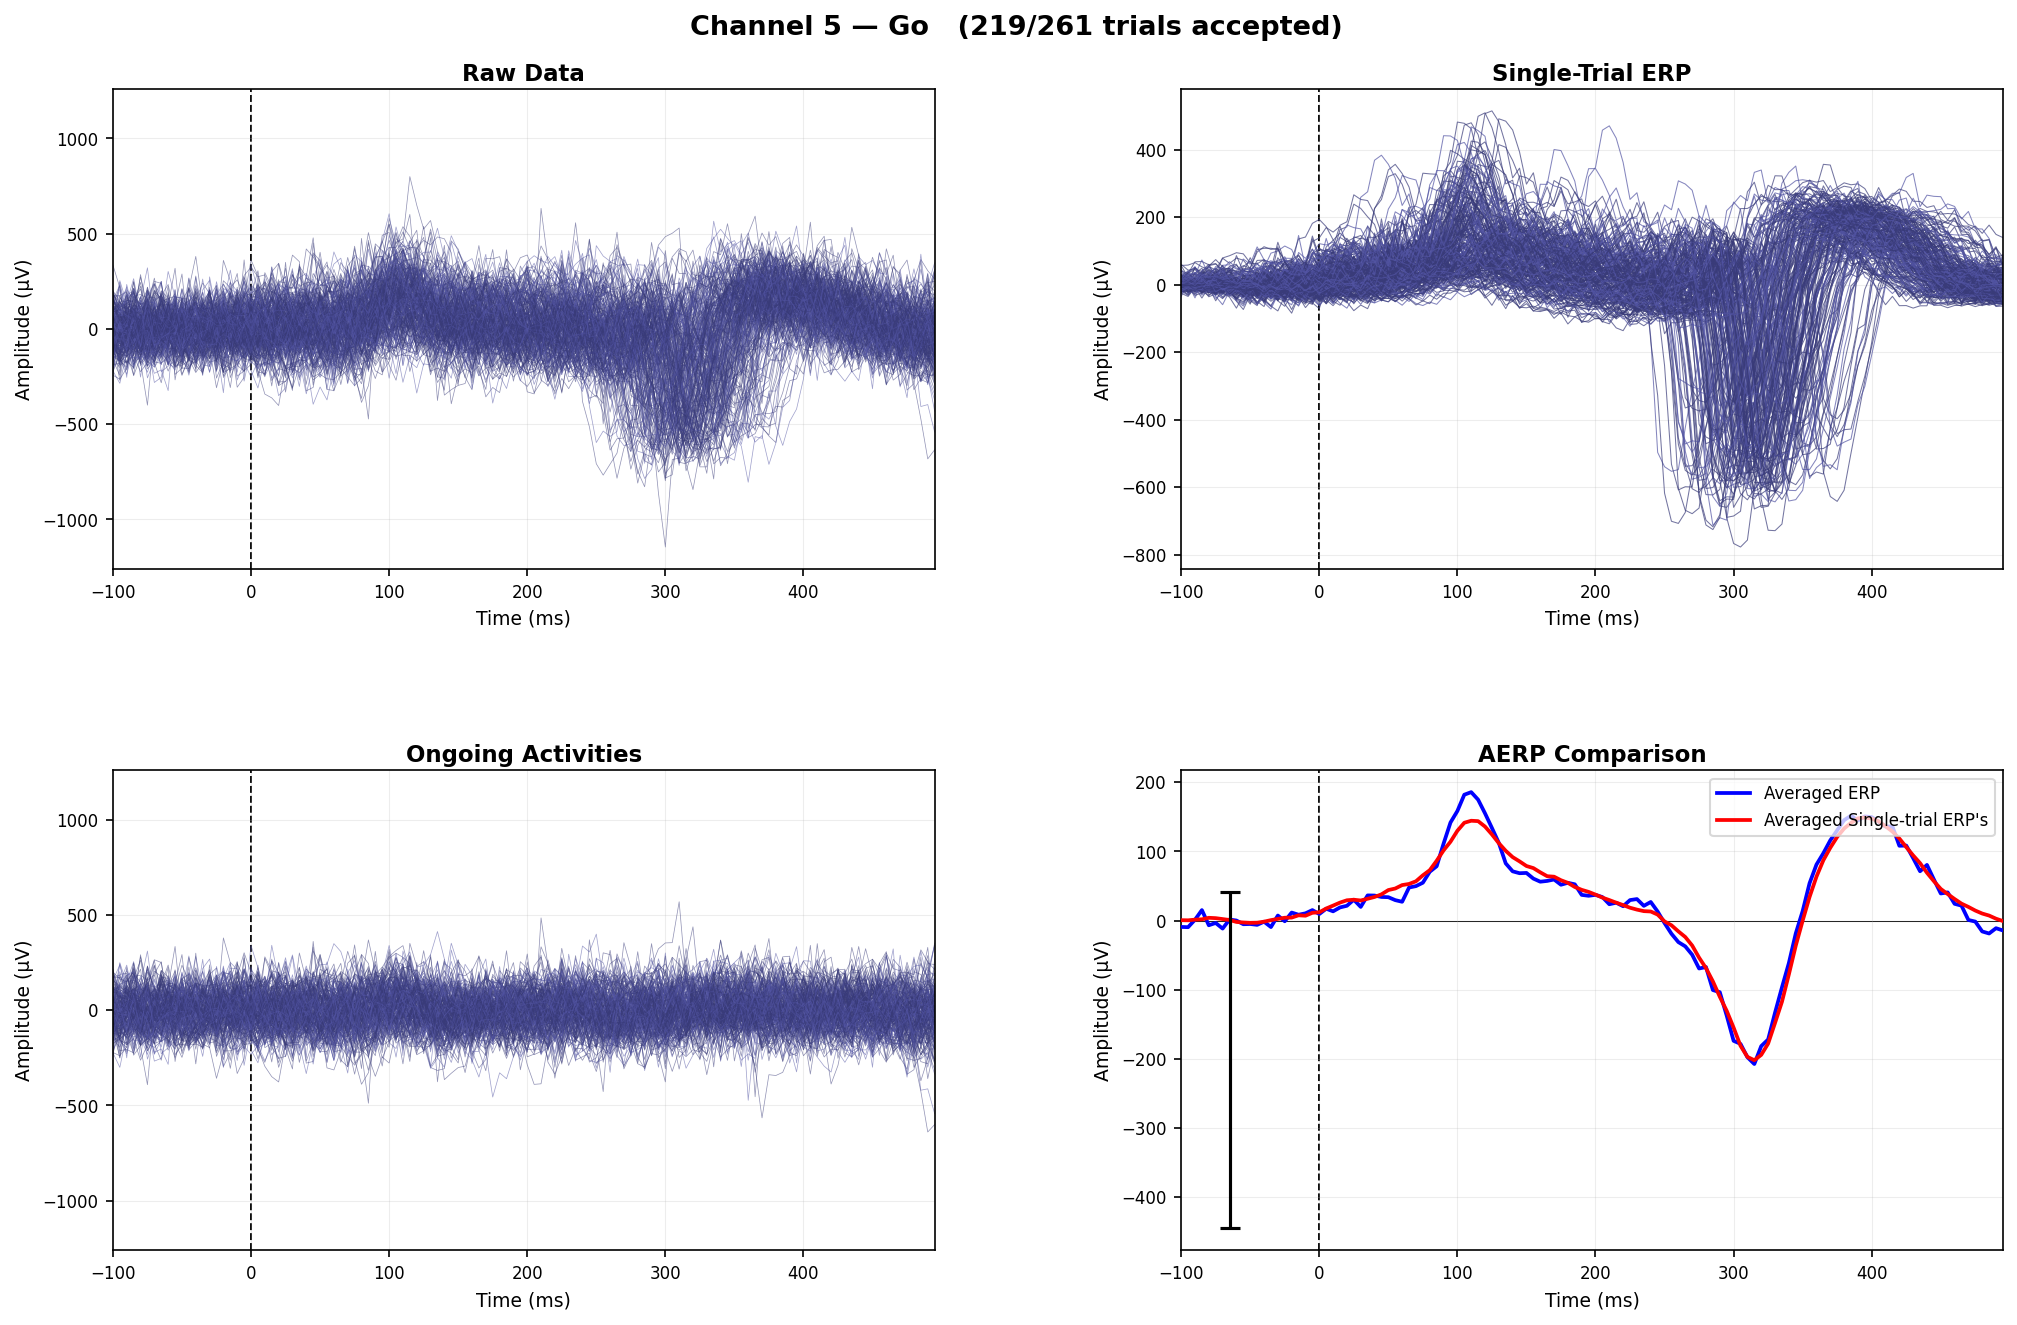 Channel 5 — Go   (219/261 trials accepted)
Raw Data
Amplitude (µV)
1000
500
0
−500
−1000
−100 0 100 200 300 400
Time (ms)
Single-Trial ERP
Amplitude (µV)
400
200
0
−200
−400
−600
−800
−100 0 100 200 300 400
Time (ms)
Ongoing Activities
Amplitude (µV)
1000
500
0
−500
−1000
−100 0 100 200 300 400
Time (ms)
AERP Comparison
Amplitude (µV)
200
100
0
−100
−200
−300
−400
Averaged ERP
Averaged Single-trial ERP's
−100 0 100 200 300 400
Time (ms)